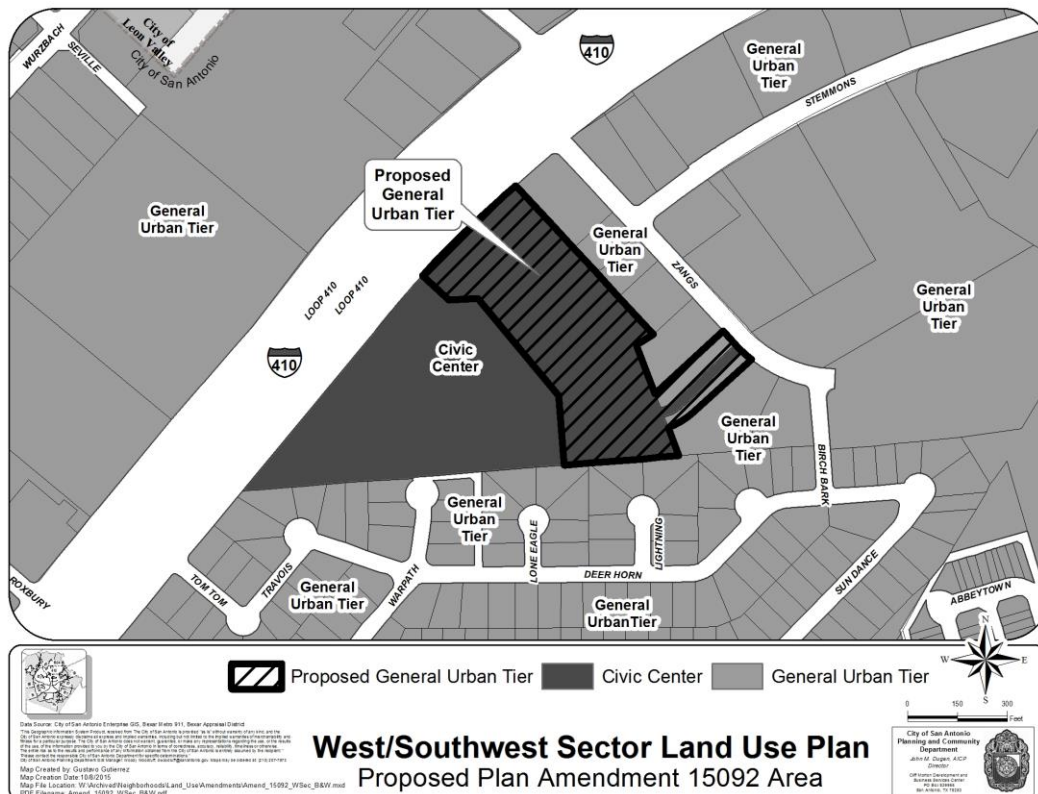 WURZBACH
SEVILLE
City of
Leon Valley
City of San Antonio
410
General
Urban
Tier
STEMMONS
Proposed
General
Urban Tier
General
Urban Tier
General
Urban
Tier
ZANGS
General
Urban
Tier
LOOP 410
LOOP 410
410
Civic
Center
General
Urban
Tier
BIRCH BARK
General
Urban
Tier
LONE EAGLE
LIGHTNING
DEER HORN
SUN DANCE
ABBEYTOWN
ROXBURY
TOM TOM
TRAVOIS
WARPATH
General
Urban Tier
General
UrbanTier
N
W
E
S
Proposed General Urban Tier
Civic Center
General Urban Tier
0 150 300
Feet
Data Source: City of San Antonio Enterprise GIS, Bexar Metro 911, Bexar Appraisal District
Map Created by: Gustavo Gutierrez
Map Creation Date: 10/8/2015
West/Southwest Sector Land Use Plan
Proposed Plan Amendment 15092 Area
City of San Antonio
Planning and Community
Department
John M. Dugan, AICP
Director